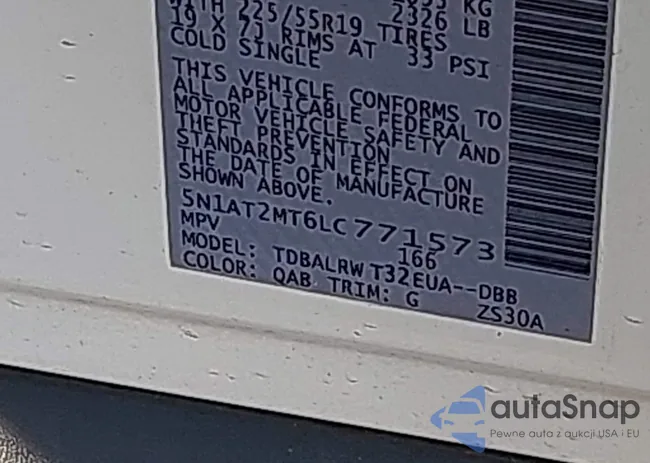 WITH 225/55R19 TIRES 2326 LB
19 X 7J RIMS AT 33 PSI
COLD SINGLE
THIS VEHICLE CONFORMS TO
ALL APPLICABLE FEDERAL
MOTOR VEHICLE SAFETY AND
THEFT PREVENTION
STANDARDS IN EFFECT ON
THE DATE OF MANUFACTURE
SHOWN ABOVE.
5N1AT2MT6LC771573
MPV 166
MODEL: TDBALRW T32EUA--DBB
COLOR: QAB TRIM: G ZS30A
autaSnap
Pewne auta z aukcji USA i EU